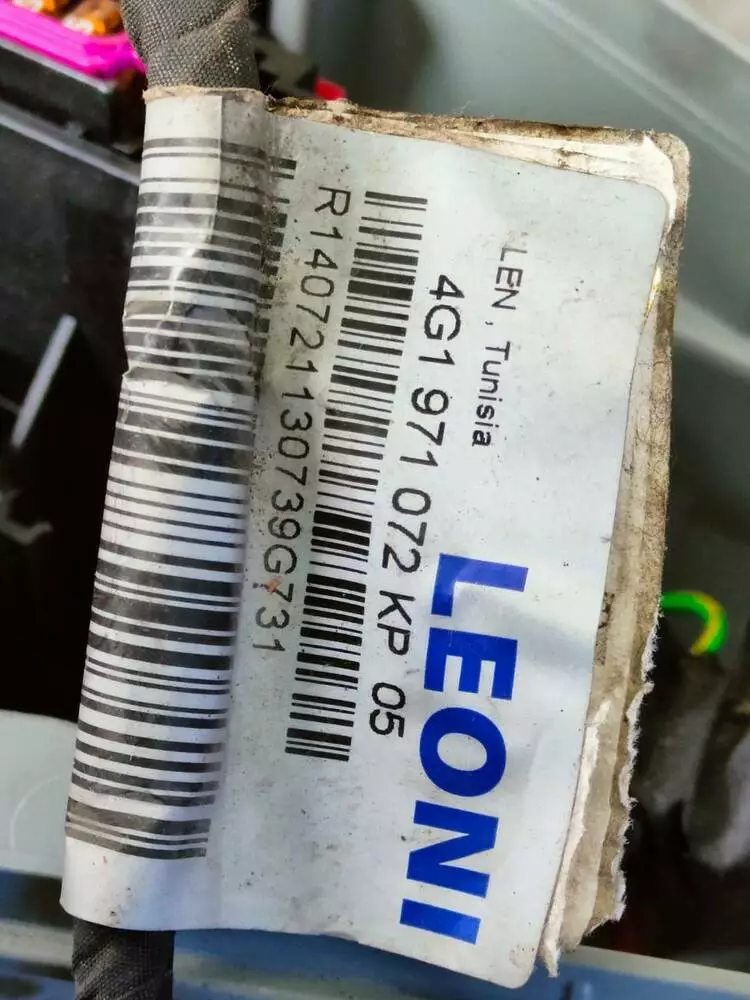 LEONI
LEN , Tunisia
4G1 971 072 KP 05
R140721130739G731